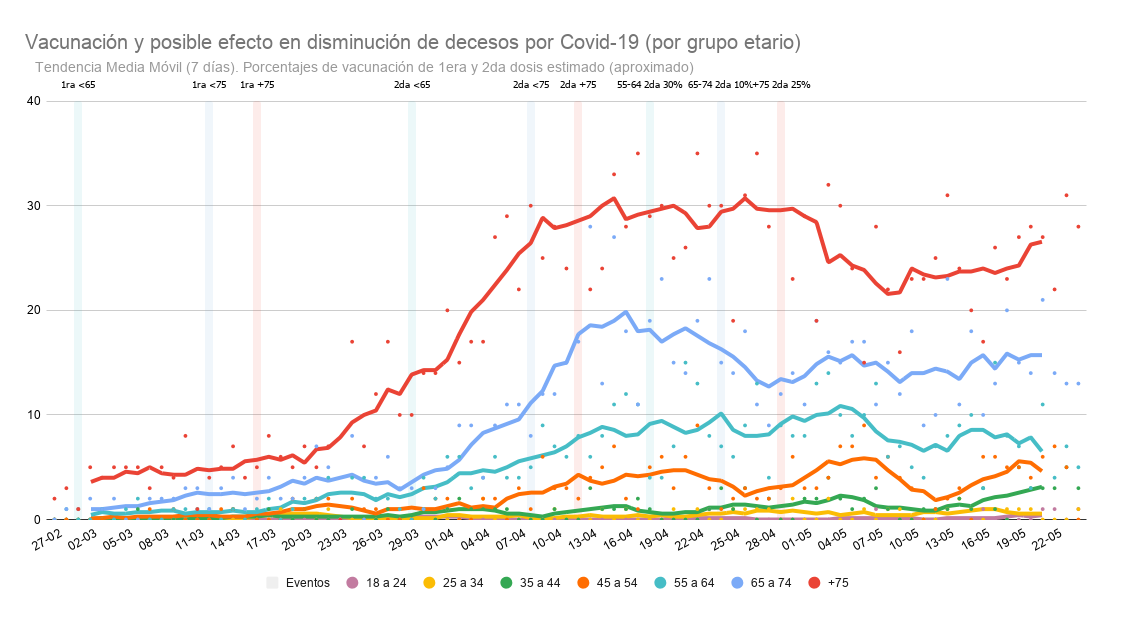 Vacunación y posible efecto en disminución de decesos por Covid-19 (por grupo etario)
Tendencia Media Móvil (7 días). Porcentajes de vacunación de 1era y 2da dosis estimado (aproximado)
1ra <65 1ra <75 1ra +75 2da <65 2da <75 2da +75 55-64 2da 30% 65-74 2da 10% +75 2da 25%
40
30
20
10
0
27-02 02-03 05-03 08-03 11-03 14-03 17-03 20-03 23-03 26-03 29-03 01-04 04-04 07-04 10-04 13-04 16-04 19-04 22-04 25-04 28-04 01-05 04-05 07-05 10-05 13-05 16-05 19-05 22-05
Eventos 18 a 24 25 a 34 35 a 44 45 a 54 55 a 64 65 a 74 +75